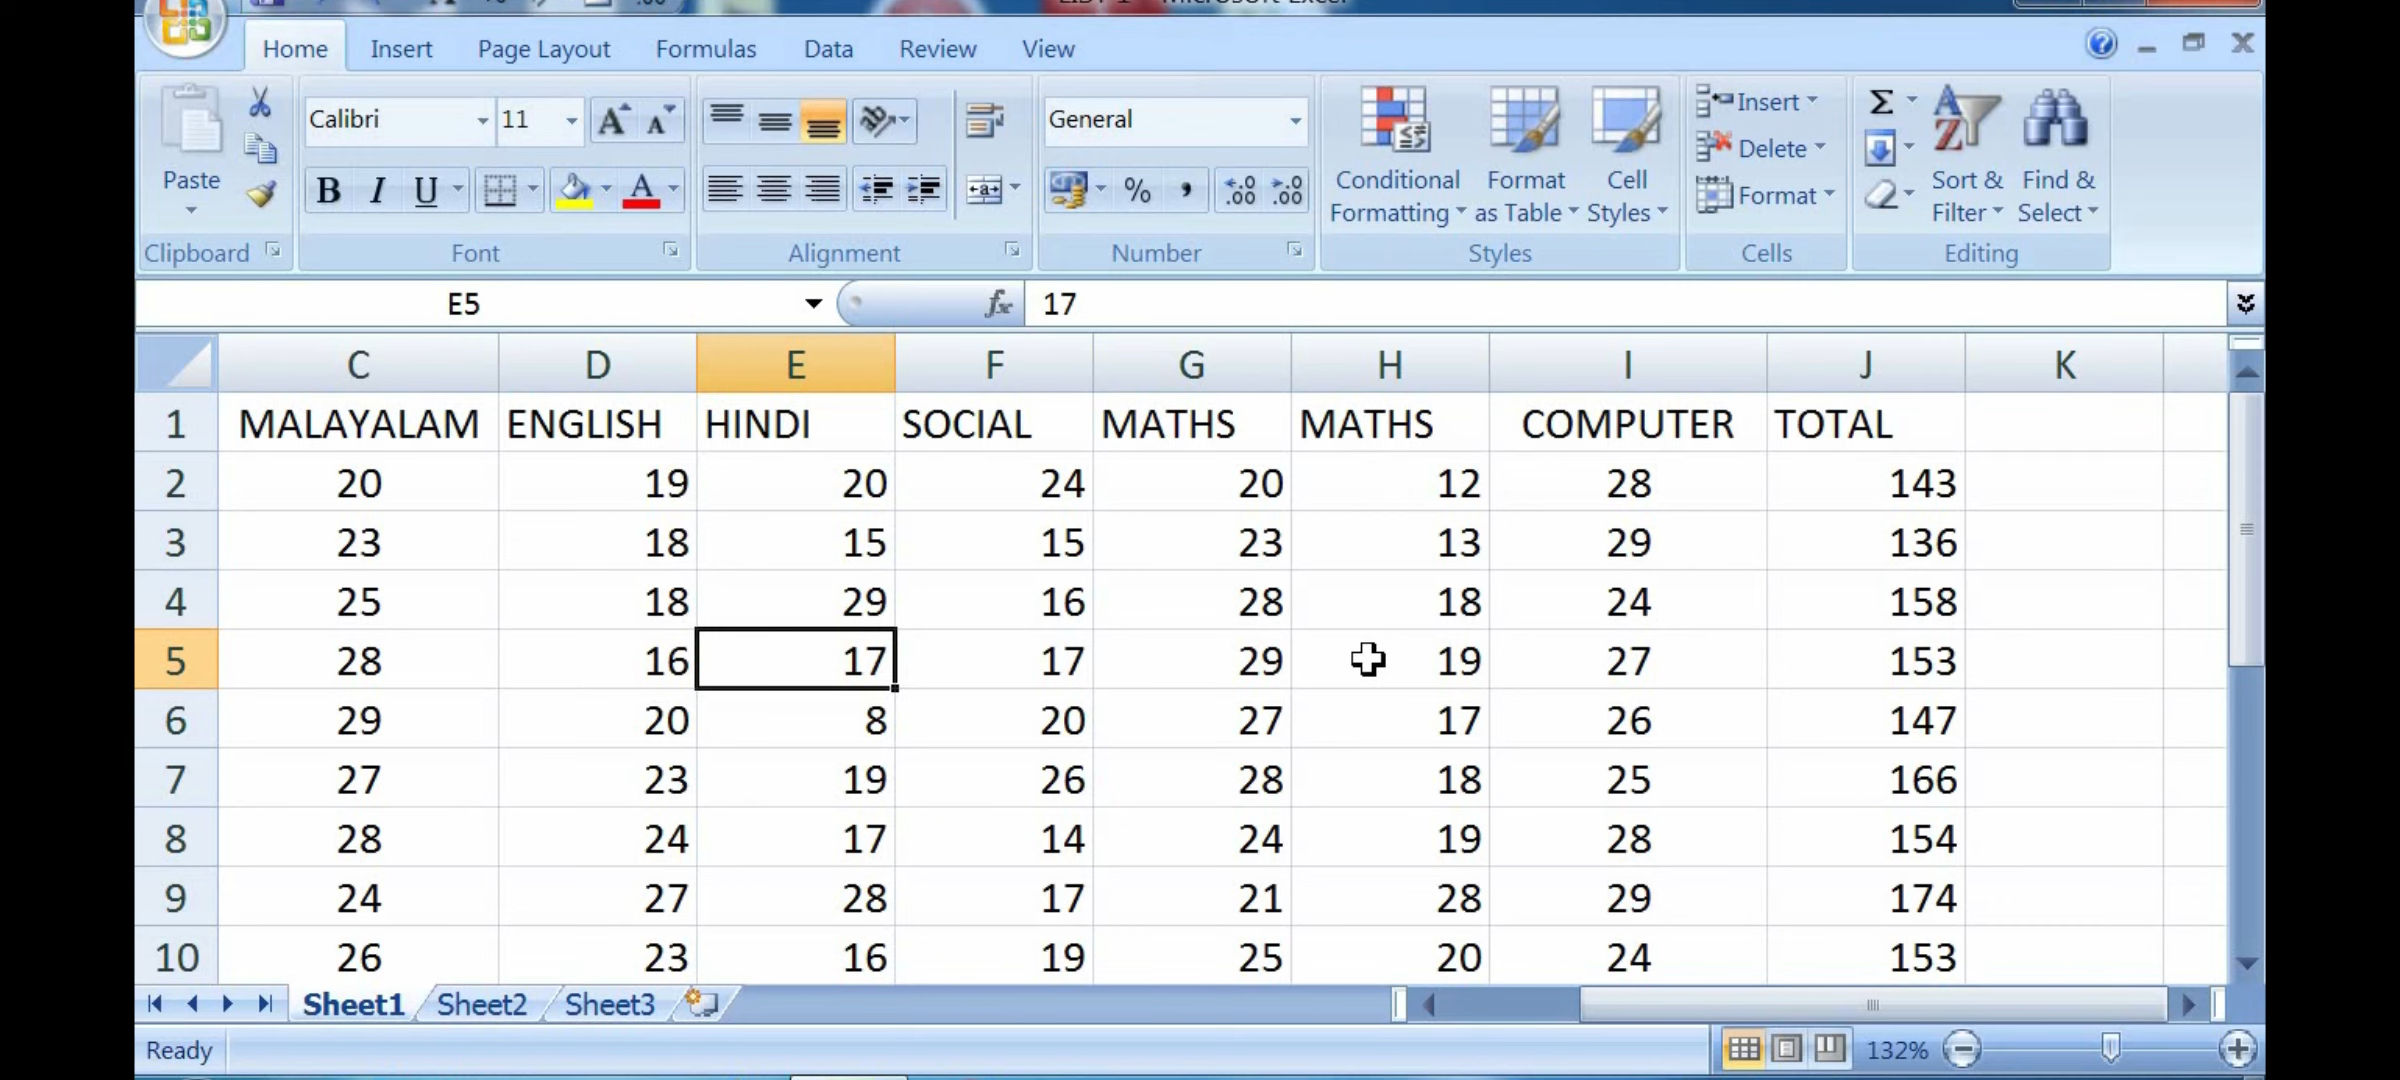 Home Insert Page Layout Formulas Data Review View
Calibri 11 General Insert
Delete
Paste Conditional Format Cell Format Sort & Find &
B I U % Formatting as Table Styles Filter Select
Clipboard Font Alignment Number Styles Cells Editing
E5 fx 17
C D E F G H I J K
1 MALAYALAM ENGLISH HINDI SOCIAL MATHS MATHS COMPUTER TOTAL
2 20 19 20 24 20 12 28 143
3 23 18 15 15 23 13 29 136
4 25 18 29 16 28 18 24 158
5 28 16 17 17 29 19 27 153
6 29 20 8 20 27 17 26 147
7 27 23 19 26 28 18 25 166
8 28 24 17 14 24 19 28 154
9 24 27 28 17 21 28 29 174
10 26 23 16 19 25 20 24 153
Sheet1 Sheet2 Sheet3
Ready 132%